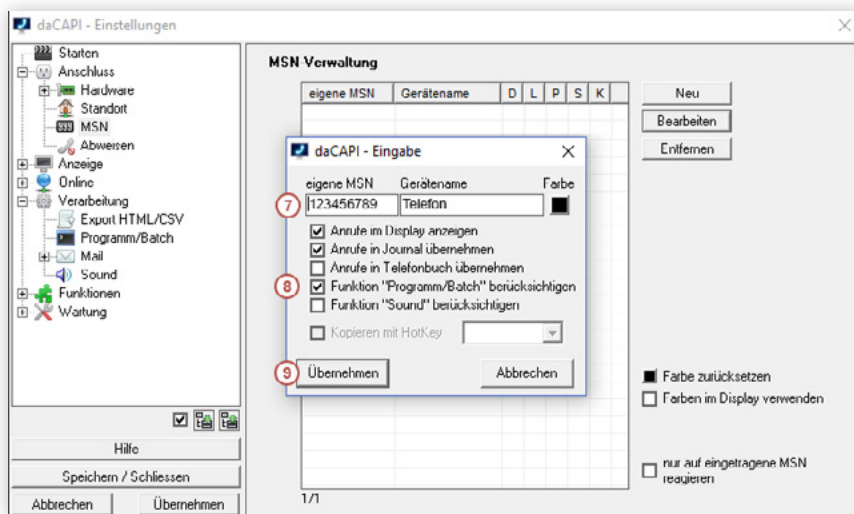 daCAPI - Einstellungen
Starten
Anschluss
Hardware
Standort
MSN
Abweisen
Anzeige
Online
Verarbeitung
Export HTML/CSV
Programm/Batch
Mail
Sound
Funktionen
Wartung
Hilfe
Speichern / Schliessen
Abbrechen Übernehmen
MSN-Verwaltung
eigene MSN Gerätename D L P S K
Neu
Bearbeiten
Entfernen
daCAPI - Eingabe
eigene MSN Gerätename Farbe
7 123456789 Telefon
Anrufe im Display anzeigen
Anrufe in Journal übernehmen
Anrufe in Telefonbuch übernehmen
8 Funktion "Programm/Batch" berücksichtigen
Funktion "Sound" berücksichtigen
Kopieren mit HotKey
9 Übernehmen Abbrechen
Farbe zurücksetzen
Farben im Display verwenden
nur auf eingetragene MSN
reagieren
1/1